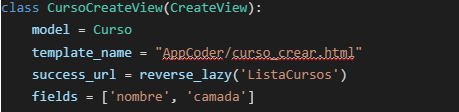 class CursoCreateView(CreateView):
    model = Curso
    template_name = "AppCoder/curso_crear.html"
    success_url = reverse_lazy('ListaCursos')
    fields = ['nombre', 'camada']